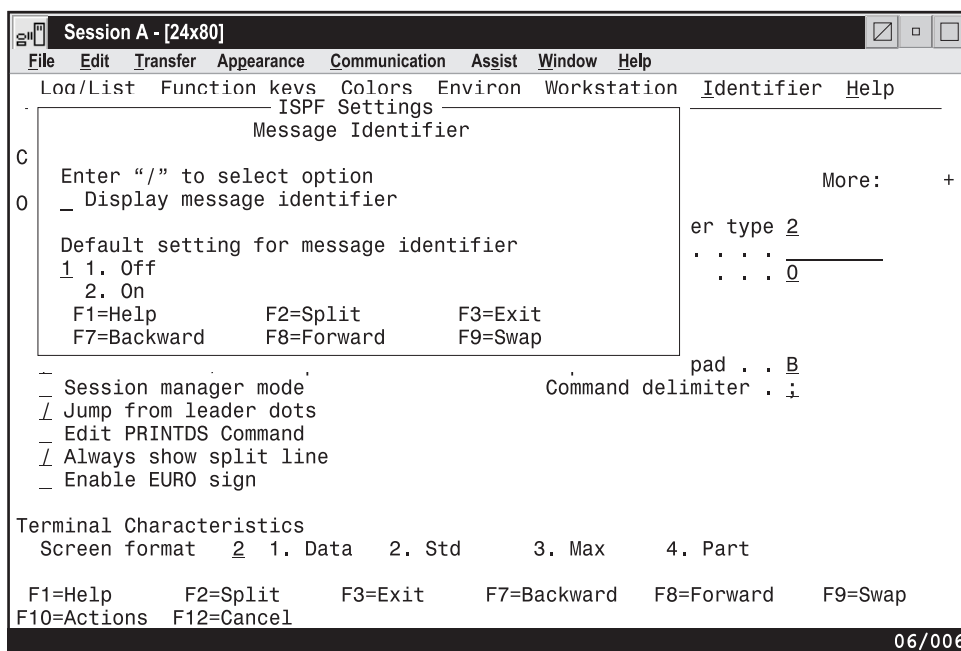 Session A - [24x80]
File Edit Transfer Appearance Communication Assist Window Help
Log/List Function keys Colors Environ Workstation Identifier Help
ISPF Settings
Message Identifier
C
Enter “/” to select option
More: +
O _ Display message identifier
er type 2
Default setting for message identifier
. . . . ________
1 1. Off
. . . 0
2. On
F1=Help F2=Split F3=Exit
F7=Backward F8=Forward F9=Swap
pad . . B
_ Session manager mode Command delimiter . ;
/ Jump from leader dots
_ Edit PRINTDS Command
/ Always show split line
_ Enable EURO sign
Terminal Characteristics
Screen format 2 1. Data 2. Std 3. Max 4. Part
F1=Help F2=Split F3=Exit F7=Backward F8=Forward F9=Swap
F10=Actions F12=Cancel
06/006